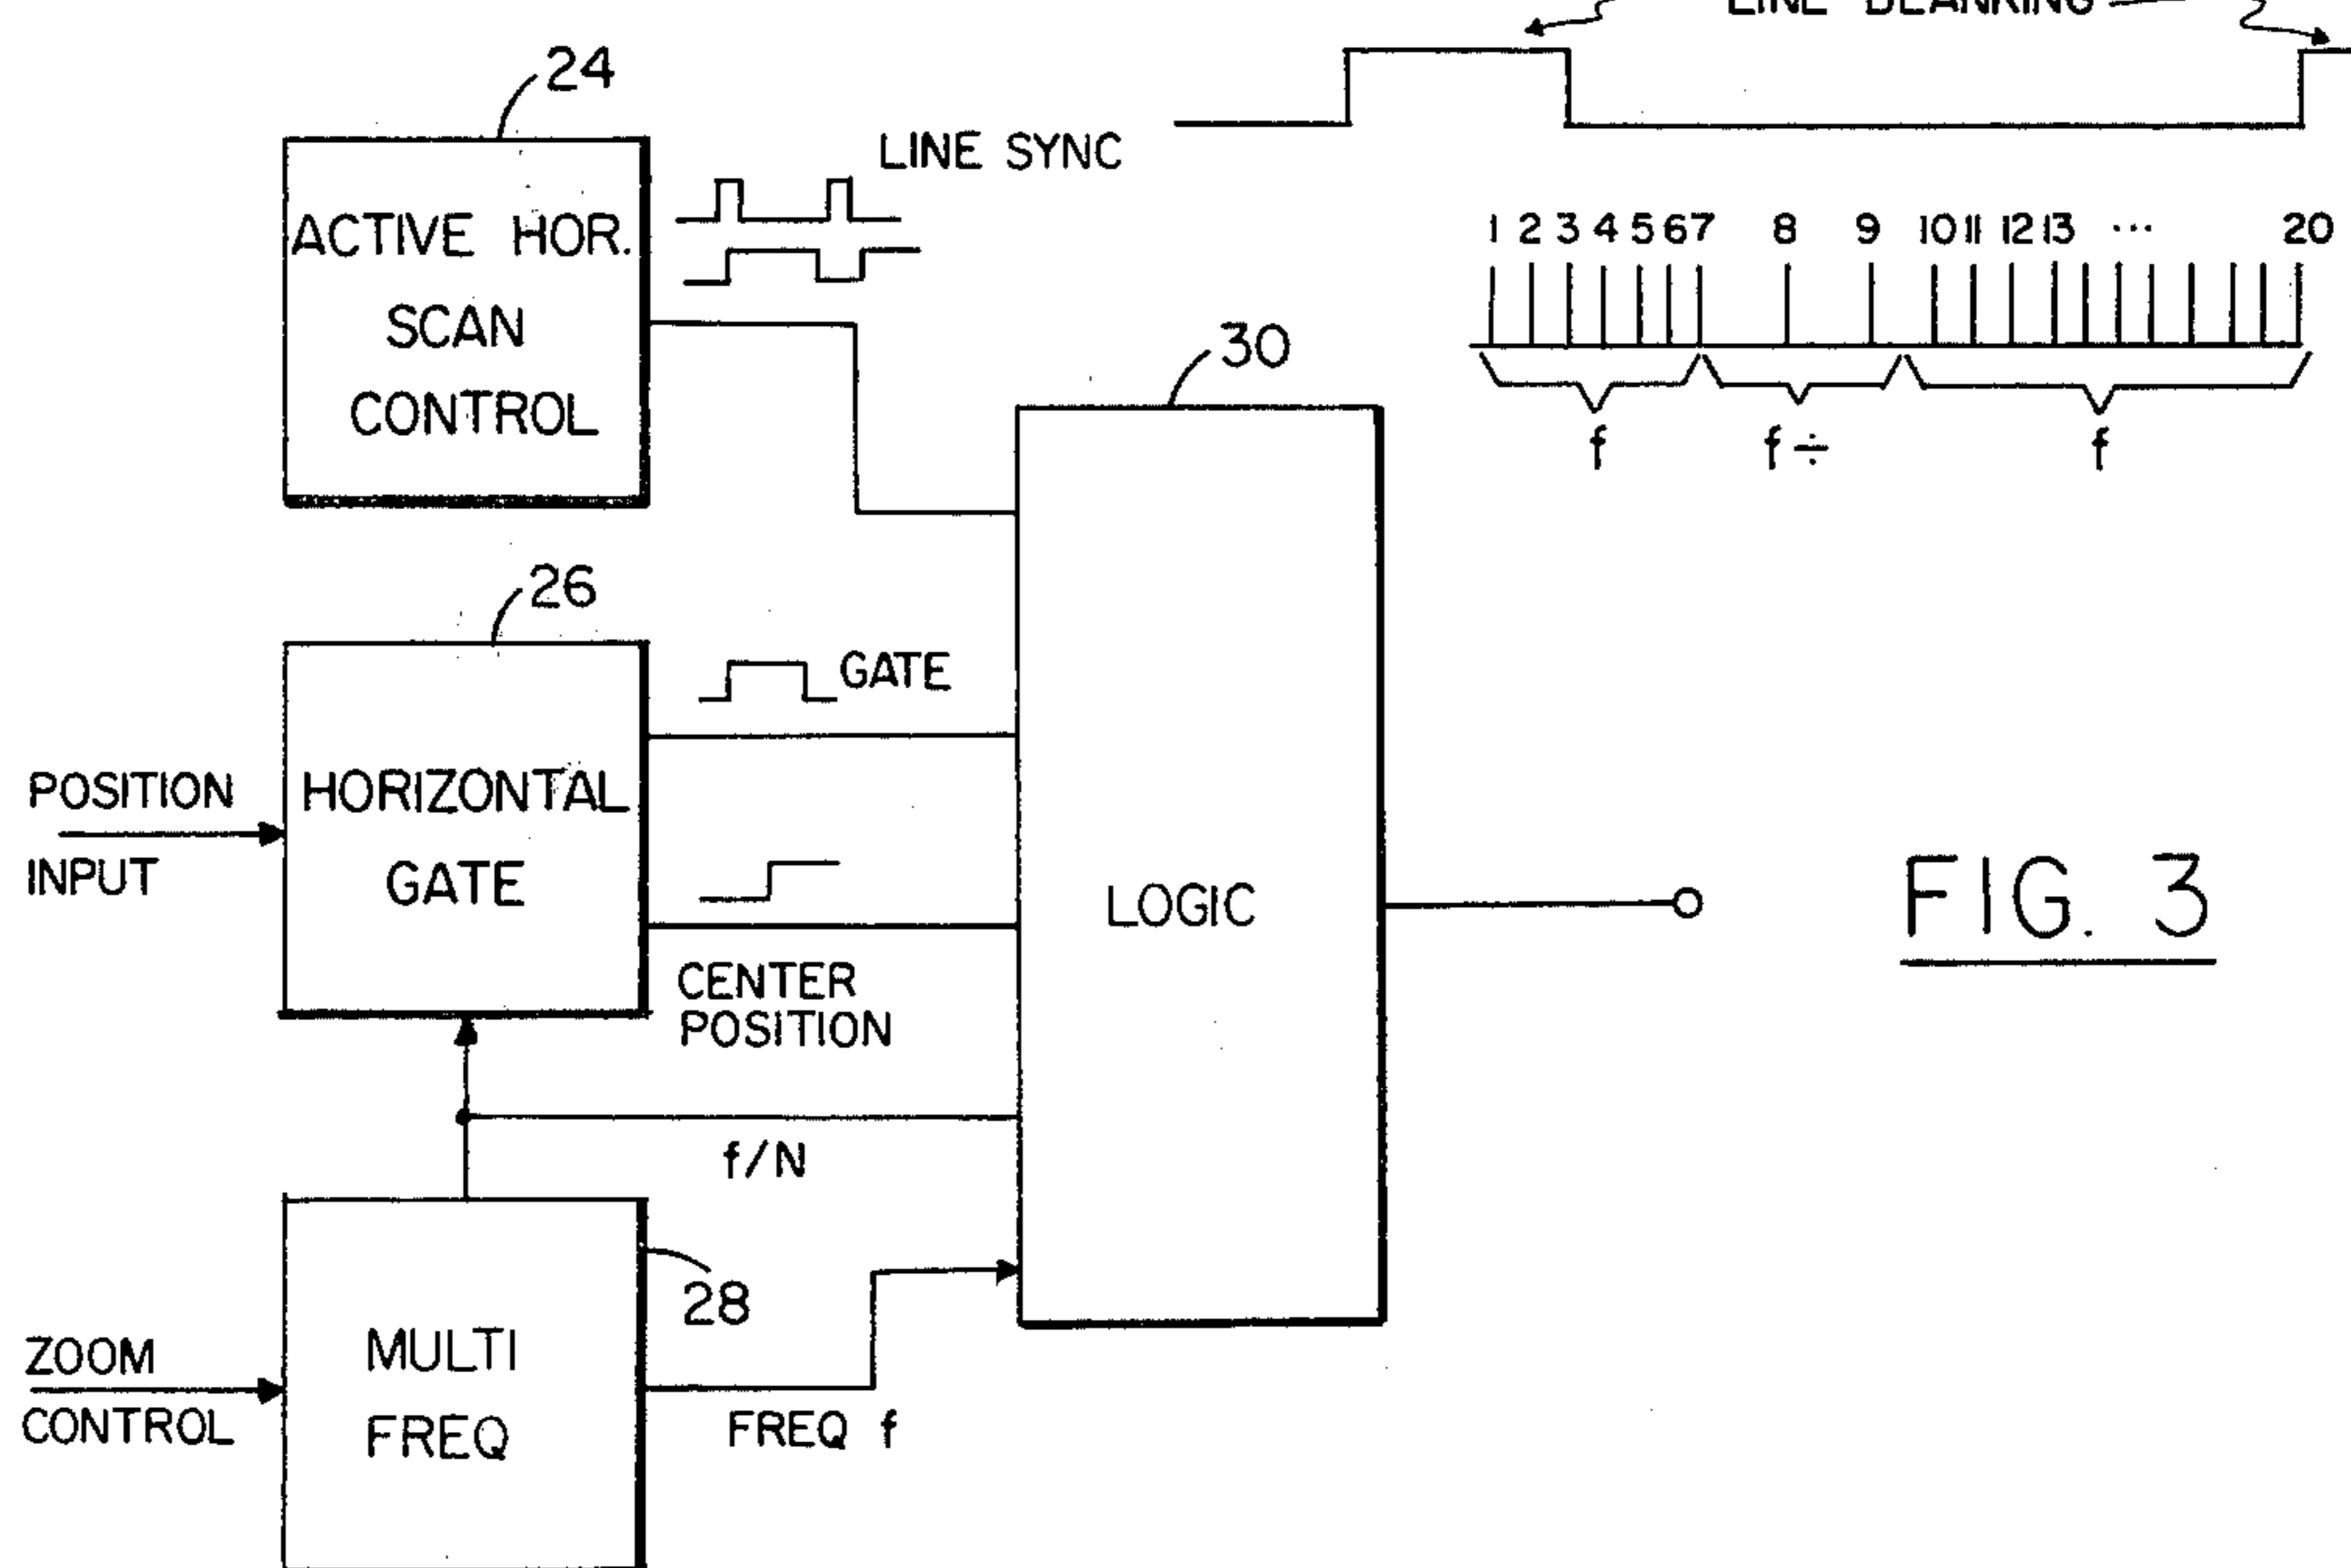 LINE BLANKING
24
LINE SYNC
ACTIVE HOR.
SCAN
CONTROL
1 2 3 4 5 6 7 8 9 10 11 12 13 ... 20
f f÷ f
30
26
GATE
POSITION
INPUT
HORIZONTAL
GATE
LOGIC
FIG. 3
CENTER
POSITION
f/N
28
ZOOM
CONTROL
MULTI
FREQ
FREQ f